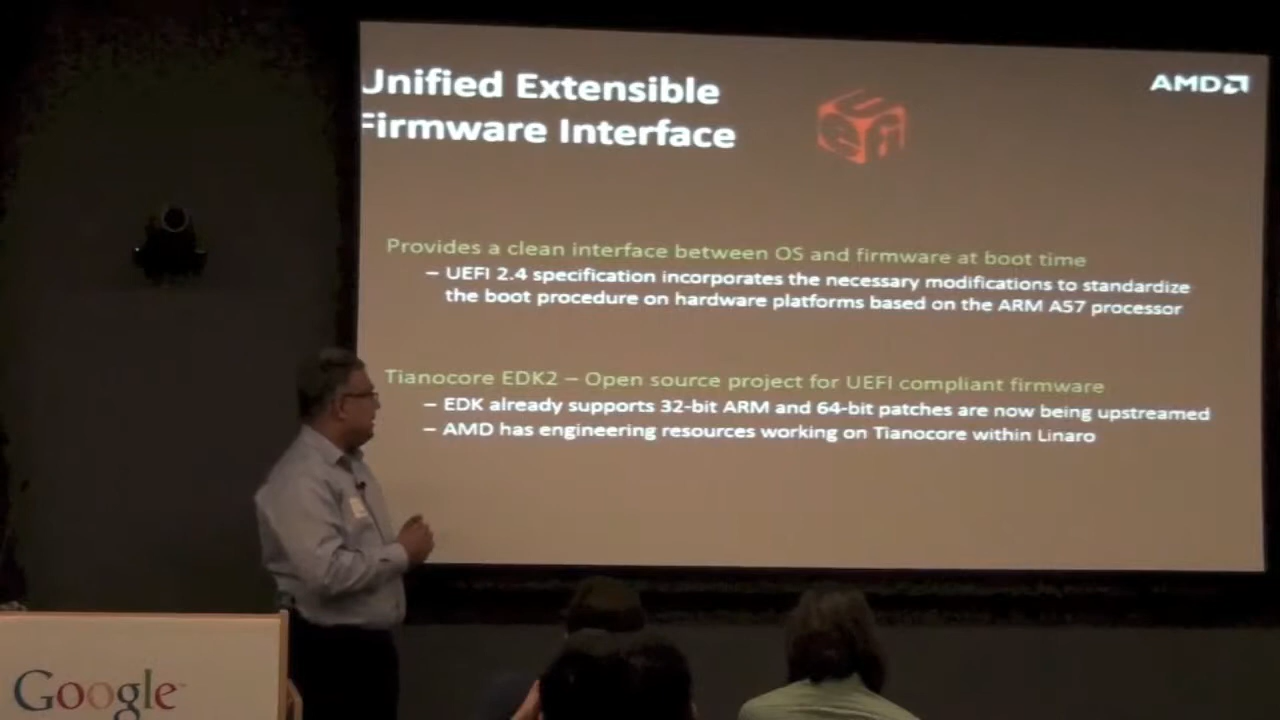 Unified Extensible
Firmware Interface
AMD
Provides a clean interface between OS and firmware at boot time
– UEFI 2.4 specification incorporates the necessary modifications to standardize
the boot procedure on hardware platforms based on the ARM A57 processor
Tianocore EDK2 – Open source project for UEFI compliant firmware
– EDK already supports 32-bit ARM and 64-bit patches are now being upstreamed
– AMD has engineering resources working on Tianocore within Linaro
Google